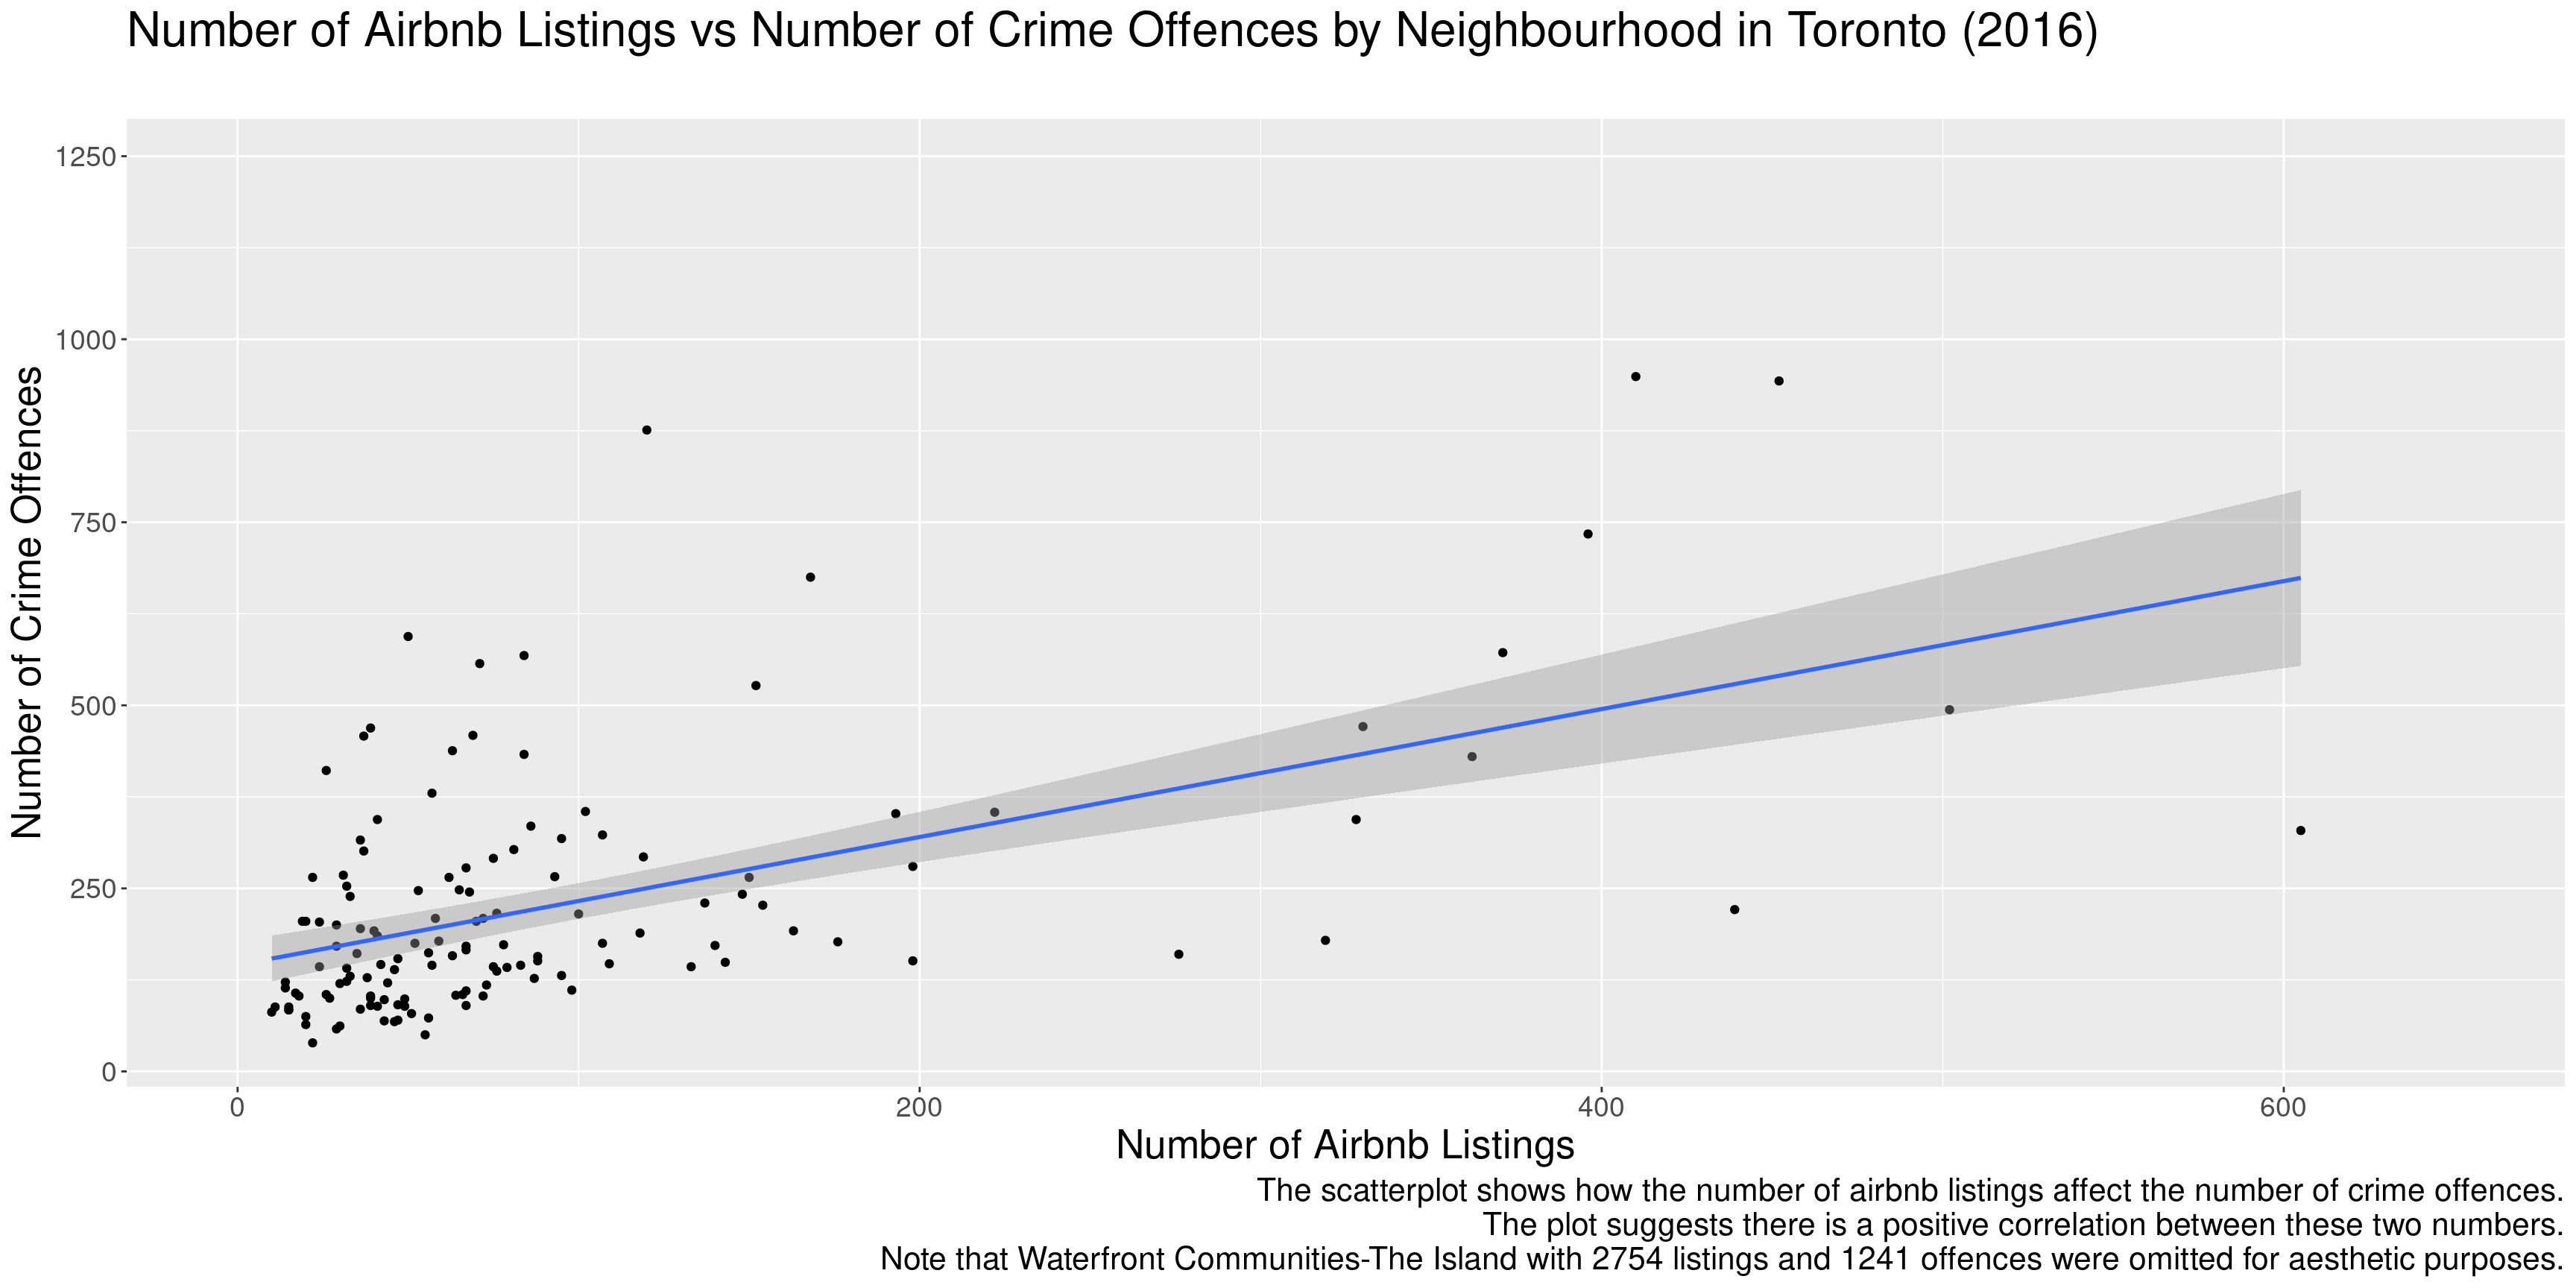 Number of Airbnb Listings vs Number of Crime Offences by Neighbourhood in Toronto (2016)
1250
1000
750
500
250
0
Number of Crime Offences
0 200 400 600
Number of Airbnb Listings
The scatterplot shows how the number of airbnb listings affect the number of crime offences.
The plot suggests there is a positive correlation between these two numbers.
Note that Waterfront Communities-The Island with 2754 listings and 1241 offences were omitted for aesthetic purposes.